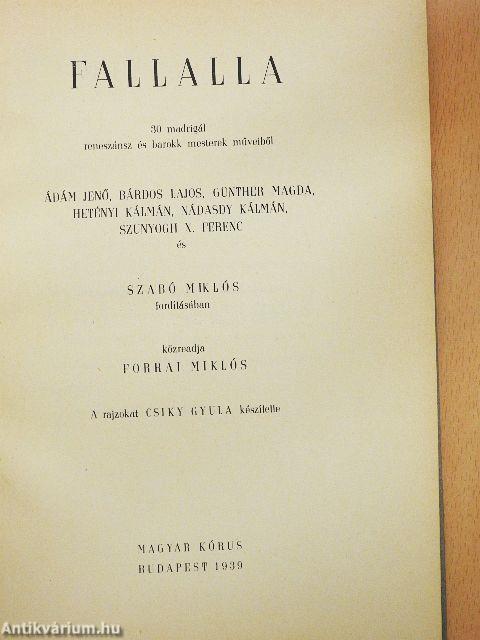 FALLALLA
30 madrigál
reneszánsz és barokk mesterek műveiből
ÁDÁM JENŐ, BÁRDOS LAJOS, GÜNTHER MAGDA,
HETÉNYI KÁLMÁN, NÁDASDY KÁLMÁN,
SZUNYOGH X. FERENC
és
SZABÓ MIKLÓS
fordításában
közreadja
FORRAI MIKLÓS
A rajzokat CSIKY GYULA készítette
MAGYAR KÓRUS
BUDAPEST 1939
Antikvárium.hu